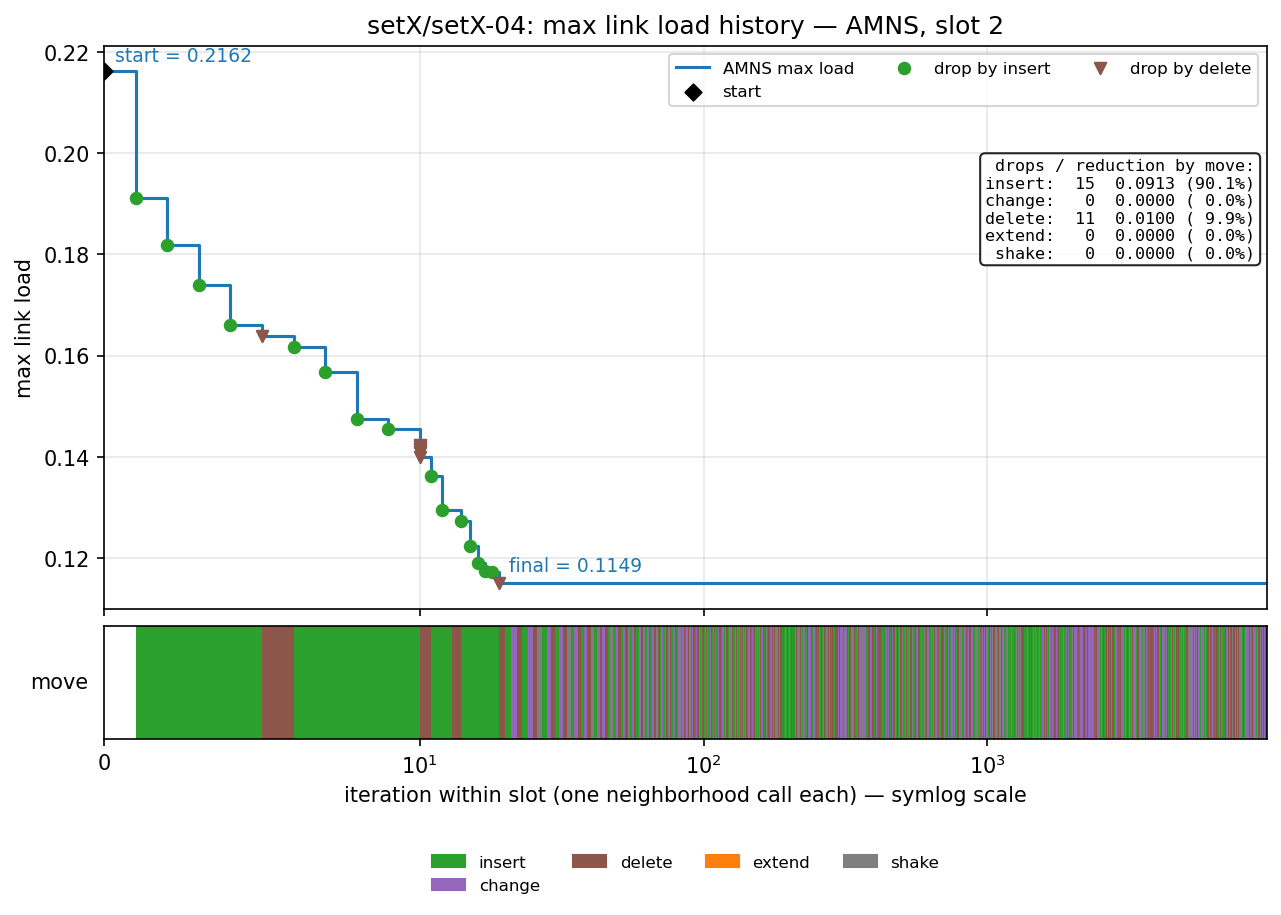 setX/setX-04: max link load history — AMNS, slot 2
start = 0.2162
AMNS max load
drop by insert
drop by delete
start
drops / reduction by move:
insert: 15 0.0913 (90.1%)
change: 0 0.0000 ( 0.0%)
delete: 11 0.0100 ( 9.9%)
extend: 0 0.0000 ( 0.0%)
shake: 0 0.0000 ( 0.0%)
max link load
0.22
0.20
0.18
0.16
0.14
0.12
final = 0.1149
move
0
10¹
10²
10³
iteration within slot (one neighborhood call each) — symlog scale
insert
delete
extend
shake
change